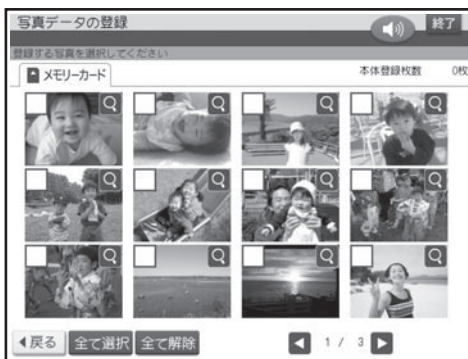 写真データの登録
終了
登録する写真を選択してください
メモリーカード
本体登録枚数 0枚
戻る 全て選択 全て解除
1 / 3